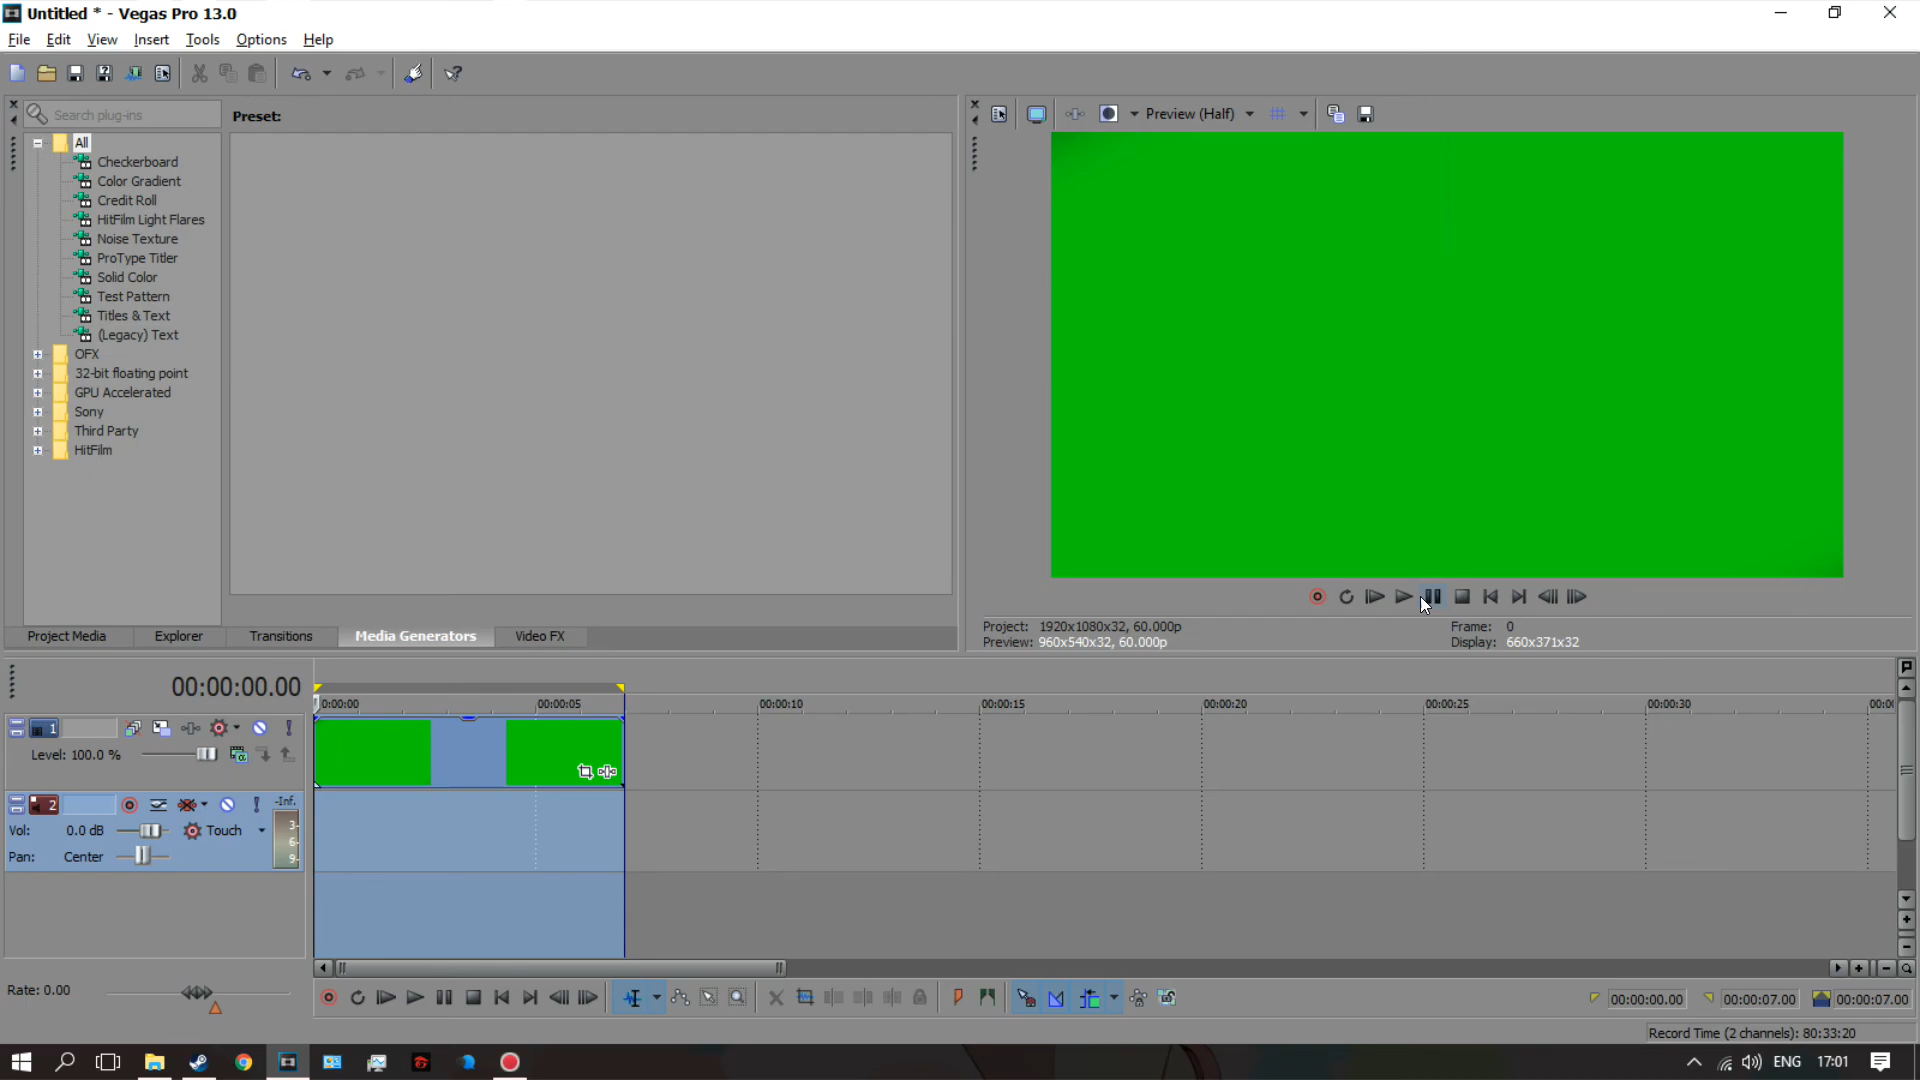 Untitled * - Vegas Pro 13.0
File Edit View Insert Tools Options Help
Search plug-ins
Preset:
Preview (Half)
All
Checkerboard
Color Gradient
Credit Roll
HitFilm Light Flares
Noise Texture
ProType Titler
Solid Color
Test Pattern
Titles & Text
(Legacy) Text
OFX
32-bit floating point
GPU Accelerated
Sony
Third Party
HitFilm
Project Media Explorer Transitions Media Generators Video FX
Project: 1920x1080x32, 60.000p Frame: 0
Preview: 960x540x32, 60.000p Display: 660x371x32
00:00:00.00
0:00:00 00:00:05 00:00:10 00:00:15 00:00:20 00:00:25 00:00:30 00:00
1
Level: 100.0 %
2 -Inf.
Vol: 0.0 dB Touch 3-
6-
Pan: Center 9-
Rate: 0.00
00:00:00.00 00:00:07.00 00:00:07.00
Record Time (2 channels): 80:33:20
ENG 17:01